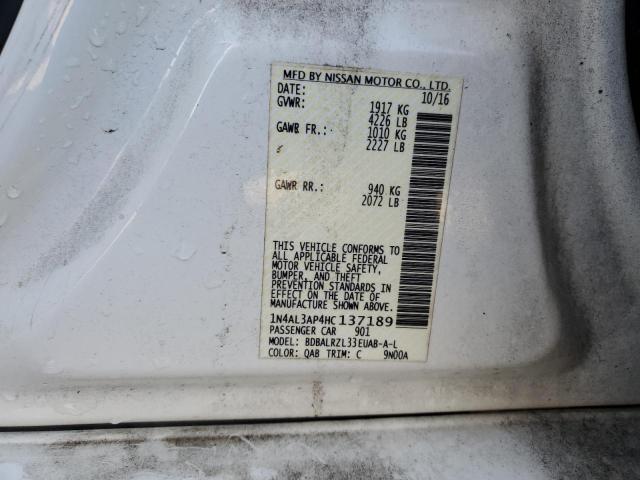 MFD BY NISSAN MOTOR CO., LTD.
DATE: 10/16
GVWR: 1917 KG
4226 LB
GAWR FR.: 1010 KG
2227 LB
GAWR RR.: 940 KG
2072 LB
THIS VEHICLE CONFORMS TO
ALL APPLICABLE FEDERAL
MOTOR VEHICLE SAFETY,
BUMPER, AND THEFT
PREVENTION STANDARDS IN
EFFECT ON THE DATE OF
MANUFACTURE SHOWN ABOVE.
1N4AL3AP4HC137189
PASSENGER CAR 901
MODEL: BDBALRZL33EUAB-A-L
COLOR: QAB TRIM: C 9N00A